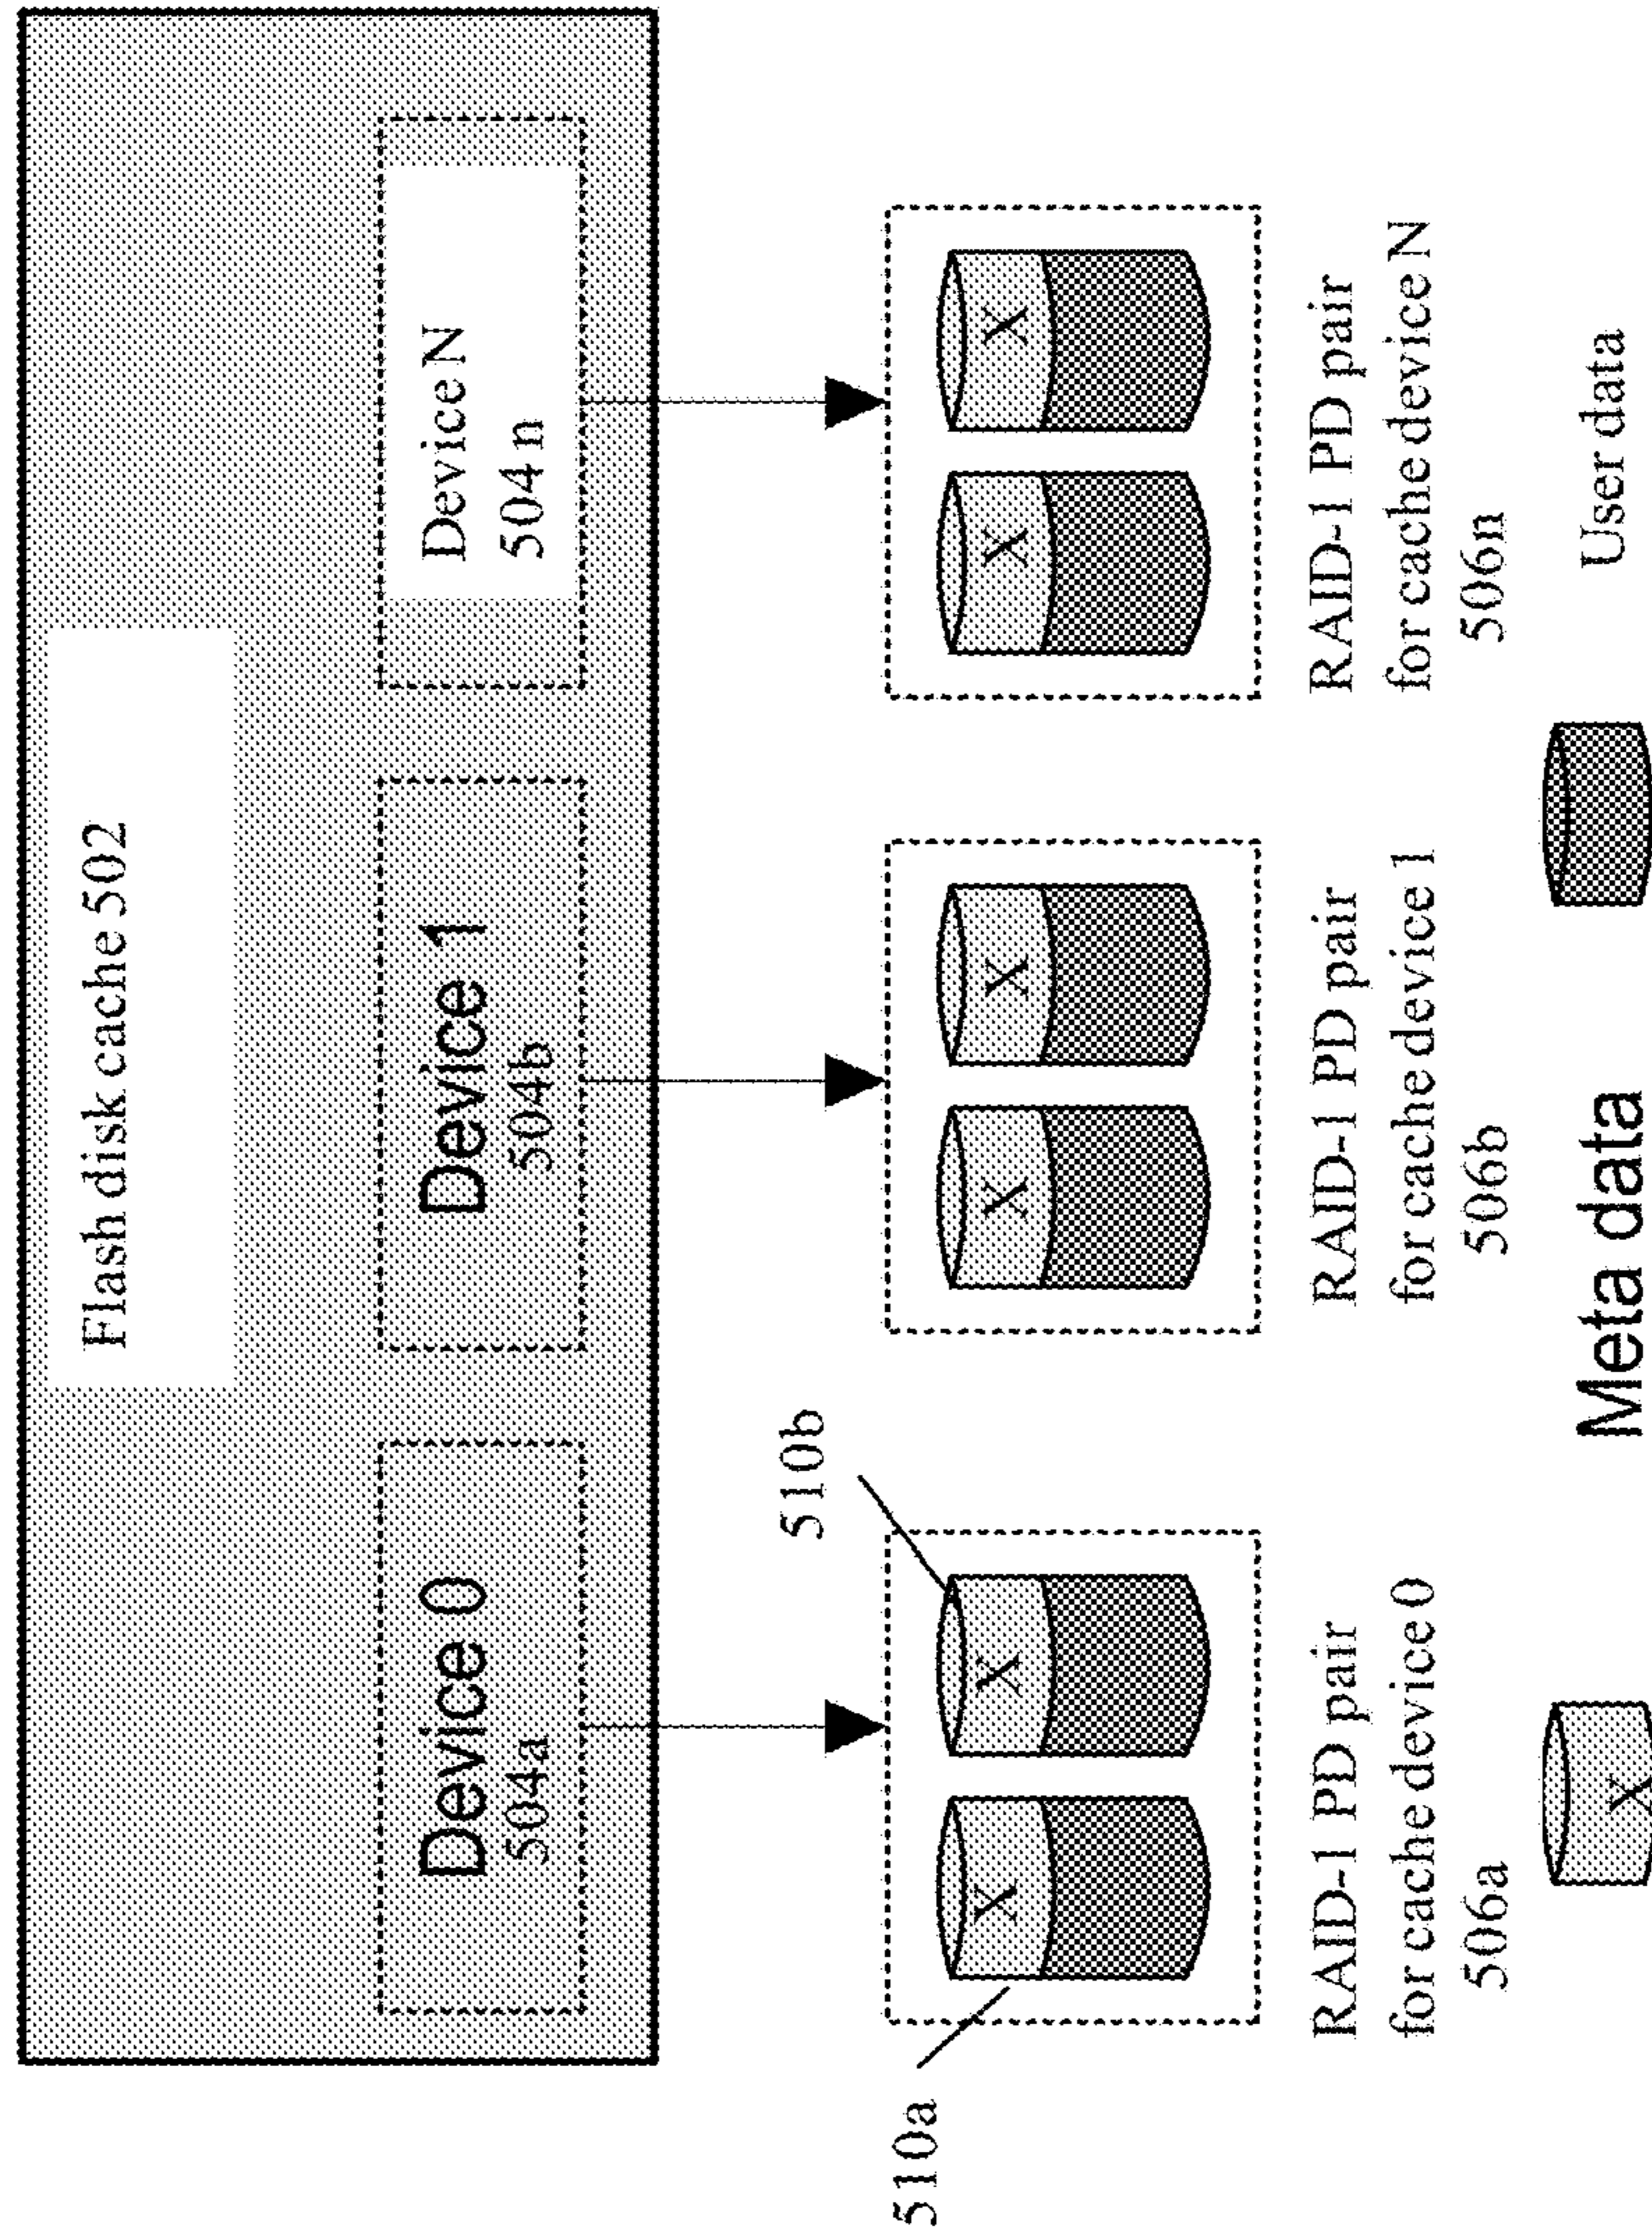 Flash disk cache 502
Device 0
504a
Device 1
504b
Device N
504n
510a
510b
X
X
X
X
X
X
RAID-1 PD pair
for cache device 0
506a
RAID-1 PD pair
for cache device 1
506b
RAID-1 PD pair
for cache device N
506n
X
Meta data
User data